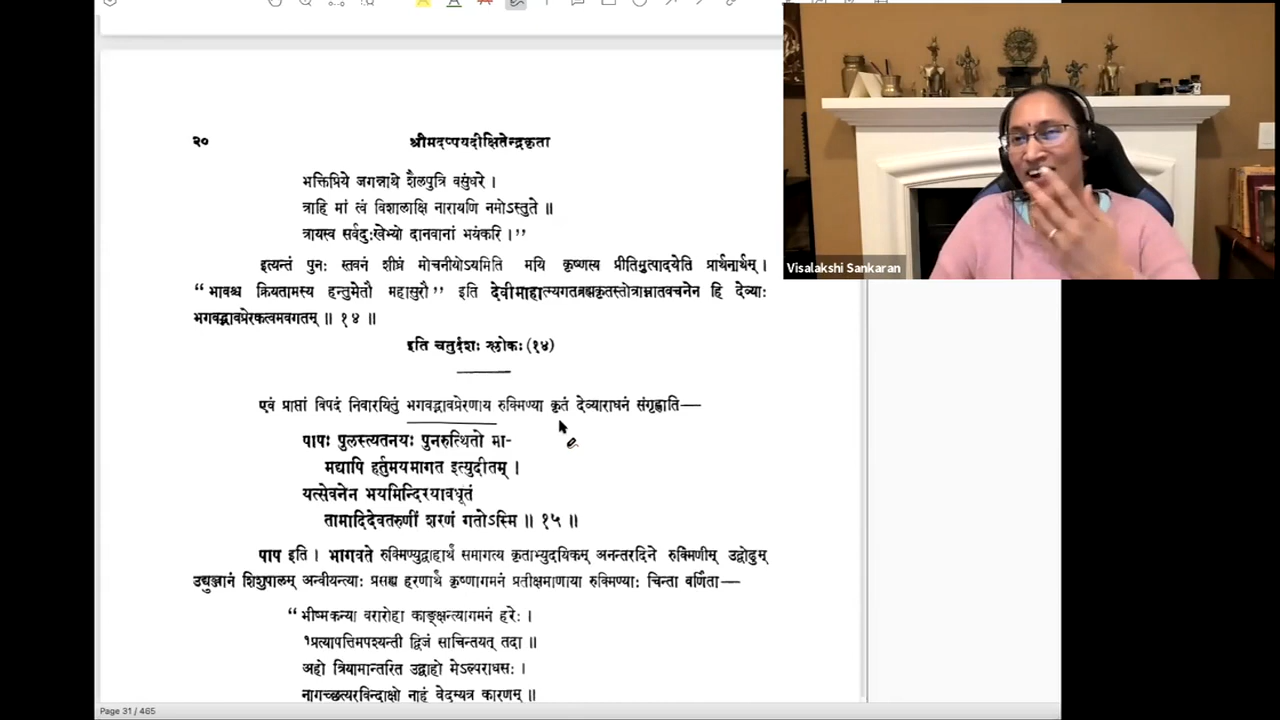 २०
श्रीमदप्पयदीक्षितेन्द्रकृता
भक्तिप्रिये जगन्नाथे शैलपुत्रि वसुंधरे ।
त्राहि मां त्वं विशालाक्षि नारायणि नमोऽस्तुते ॥
त्रायस्व सर्वदुःखेभ्यो दानवानां भयंकरि ।’’
इत्यन्तं पुनः स्तवनं शीघ्रं मोचनीयोऽयमिति मयि कृष्णस्य प्रीतिमुत्पादयेति प्रार्थनार्थम् ।
“ भावश्च क्रियतामस्य हन्तुमेतौ महासुरौ ’’ इति देवीमाहात्म्यगतब्रह्मकृतस्तोत्राम्नातवचनेन हि देव्याः
भगवद्भावप्रेरकत्वमवगतम् ॥ १४ ॥
इति चतुर्दशः श्लोकः (१४)
एवं प्राप्तां विपदं निवारयितुं भगवद्भावप्रेरणाय रुक्मिण्या कृतं देव्याराधनं संगृह्णाति—
पापः पुलस्त्यतनयः पुनरुत्थितो मा-
मद्यापि हर्तुमयमागत इत्युदीतम् ।
यत्सेवनेन भयमिन्दिरयावधूतं
तामादिदेवतरुणीं शरणं गतोऽस्मि ॥ १५ ॥
पाप इति । भागवते रुक्मिण्युद्वाहार्थं समागत्य कृताभ्युदयिकम् अनन्तरदिने रुक्मिणीम् उद्वोढुम्
उद्युञ्जानं शिशुपालम् अन्वीयन्त्याः प्रसह्य हरणार्थं कृष्णागमनं प्रतीक्षमाणाया रुक्मिण्याः चिन्ता वर्णिता—
“ भीष्मकन्या वरारोहा काङ्क्षन्त्यागमनं हरेः ।
१प्रत्यापत्तिमपश्यन्ती द्विजं साचिन्तयत् तदा ॥
अहो त्रियामान्तरित उद्वाहो मेऽल्पराधसः ।
नागच्छत्यरविन्दाक्षो नाहं वेद्म्यत्र कारणम् ॥
Page 31 / 465
Visalakshi Sankaran